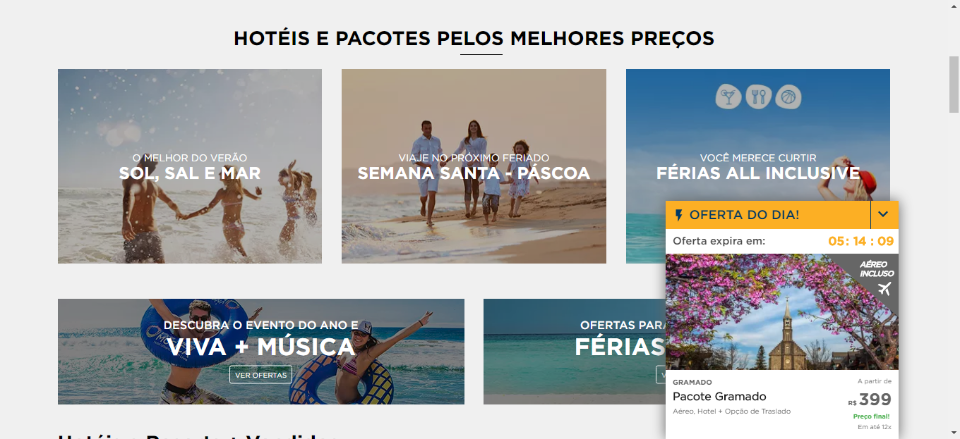 HOTÉIS E PACOTES PELOS MELHORES PREÇOS
O MELHOR DO VERÃO
SOL, SAL E MAR
VIAJE NO PRÓXIMO FERIADO
SEMANA SANTA - PÁSCOA
VOCÊ MERECE CURTIR
FÉRIAS ALL INCLUSIVE
DESCUBRA O EVENTO DO ANO E
VIVA + MÚSICA
VER OFERTAS
OFERTAS PARA
FÉRIAS
OFERTA DO DIA!
Oferta expira em: 05: 14 : 09
AÉREO
INCLUSO
GRAMADO
Pacote Gramado
Aéreo, Hotel + Opção de Traslado
A partir de
R$ 399
Preço final!
Em até 12x